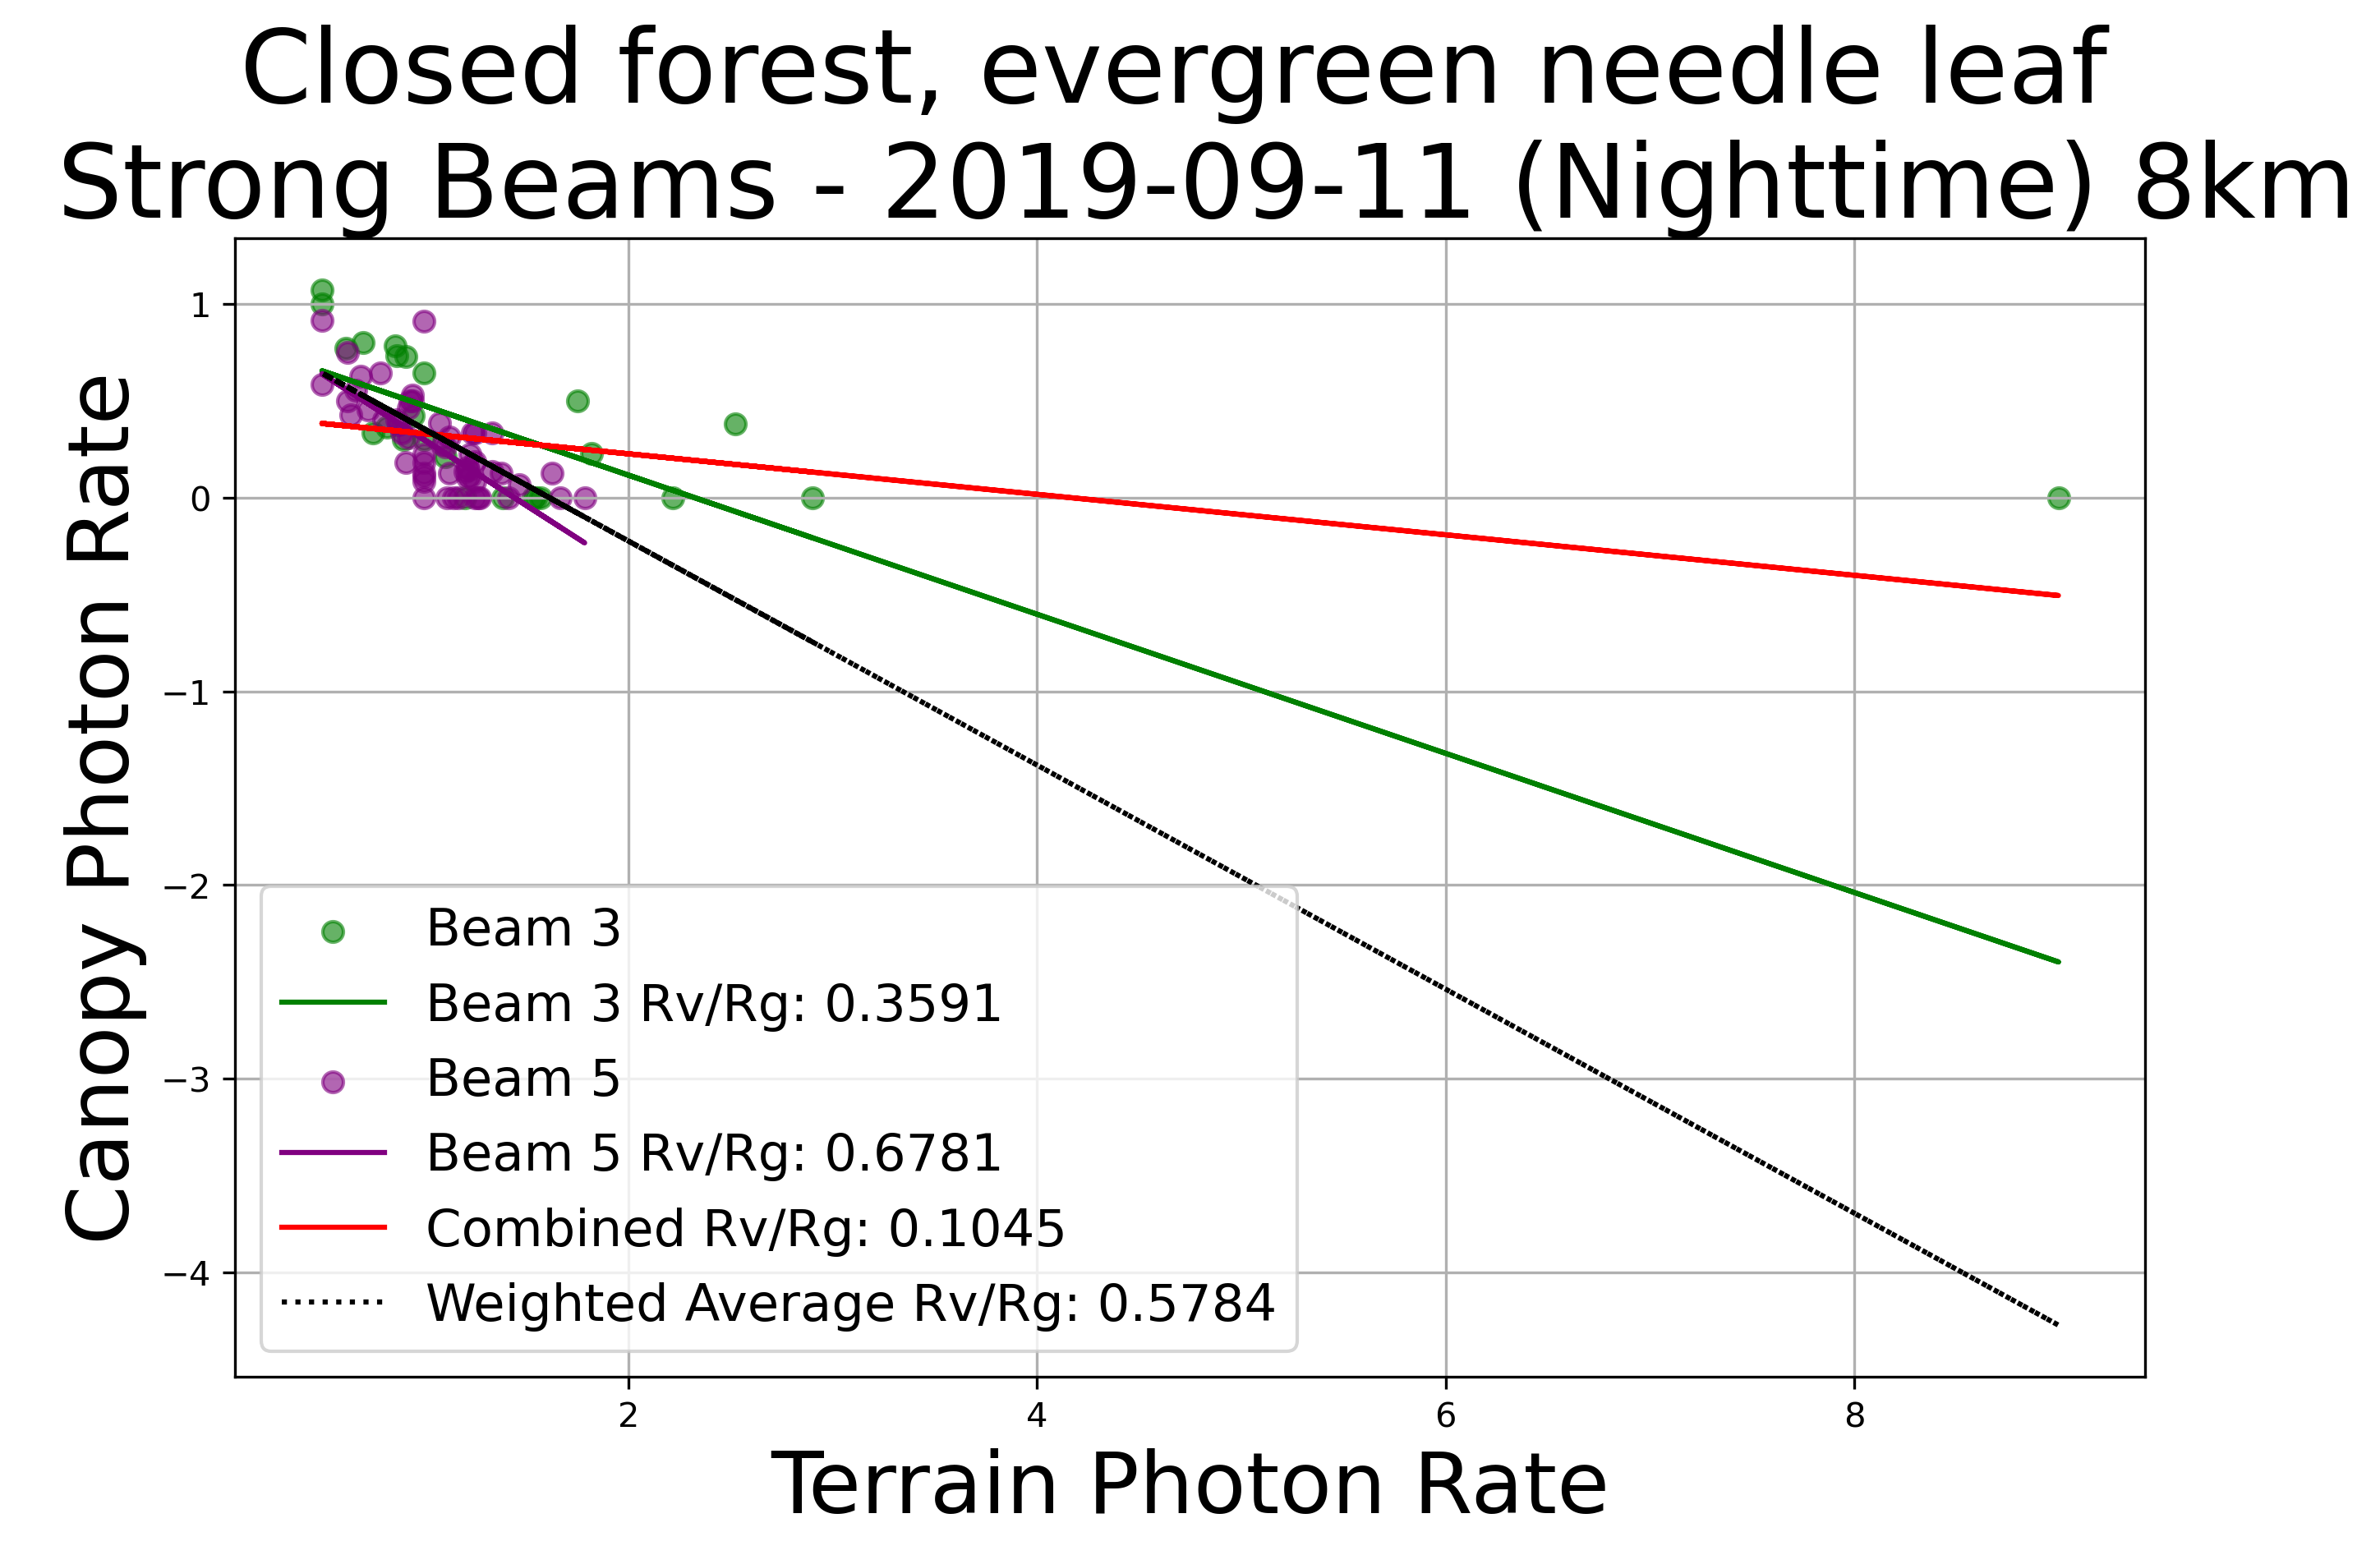 Closed forest, evergreen needle leaf
Strong Beams - 2019-09-11 (Nighttime) 8km
Canopy Photon Rate
1
0
−1
−2
−3
−4
Beam 3
Beam 3 Rv/Rg: 0.3591
Beam 5
Beam 5 Rv/Rg: 0.6781
Combined Rv/Rg: 0.1045
Weighted Average Rv/Rg: 0.5784
2 4 6 8
Terrain Photon Rate